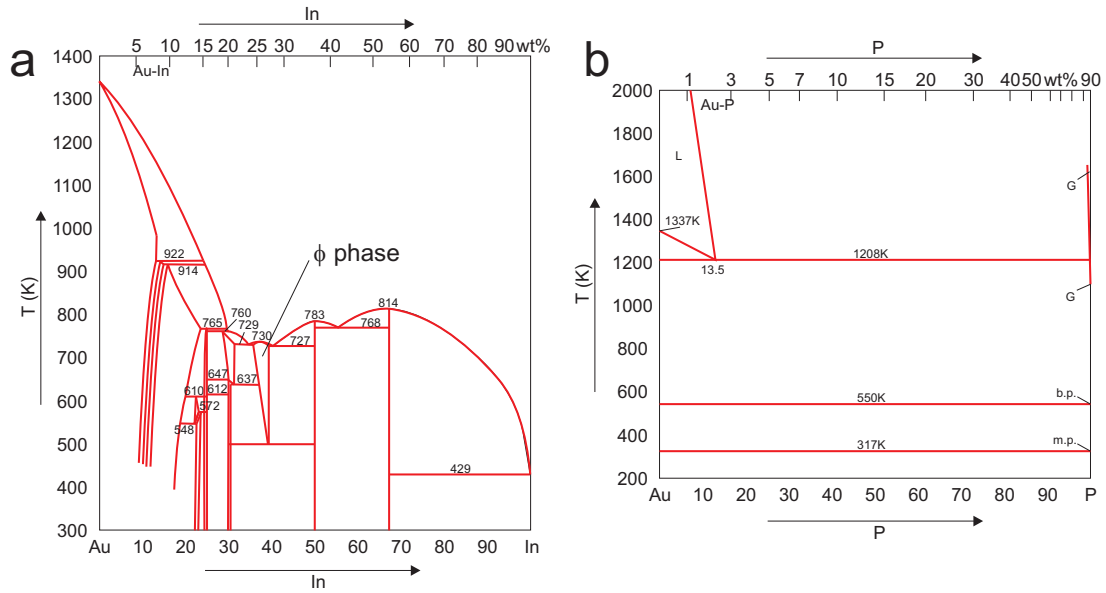 a
In
5 10 15 20 25 30 40 50 60 70 80 90 wt%
Au-In
1400
1300
1200
1100
1000
900
800
700
600
500
400
300
T (K)
922
914
ϕ phase
765
760
729
730
783
814
727
768
647
637
610
612
572
548
429
Au 10 20 30 40 50 60 70 80 90 In
In
b
P
1 3 5 7 10 15 20 30 40 50 wt% 90
Au-P
2000
1800
1600
1400
1200
1000
800
600
400
200
T (K)
L
G
1337K
1208K
13.5
G
550K
b.p.
317K
m.p.
Au 10 20 30 40 50 60 70 80 90 P
P